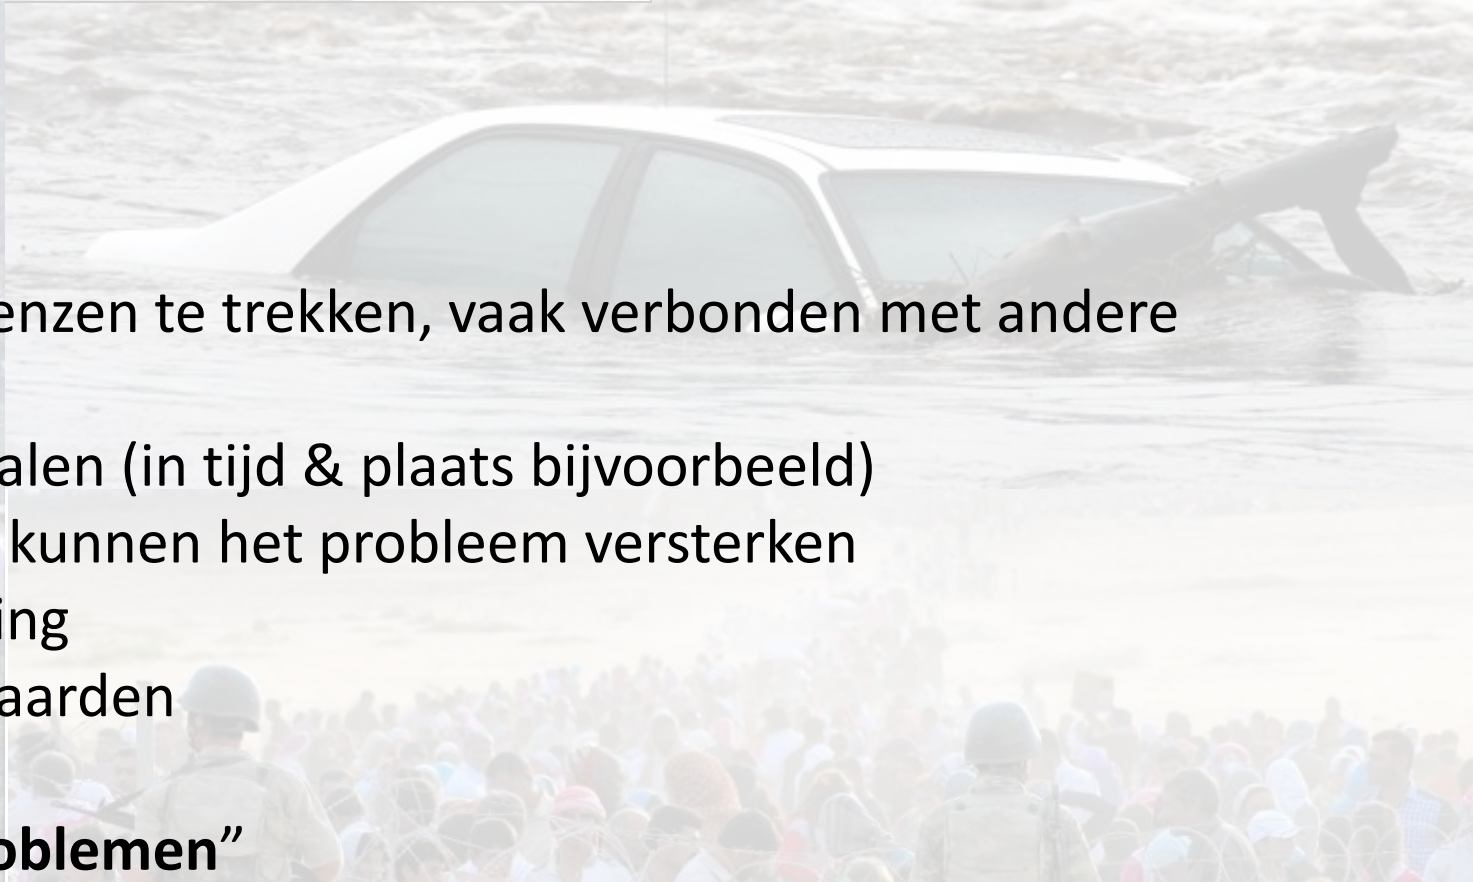 enzen te trekken, vaak verbonden met andere
alen (in tijd & plaats bijvoorbeeld)
kunnen het probleem versterken
ing
aarden
oblemen”